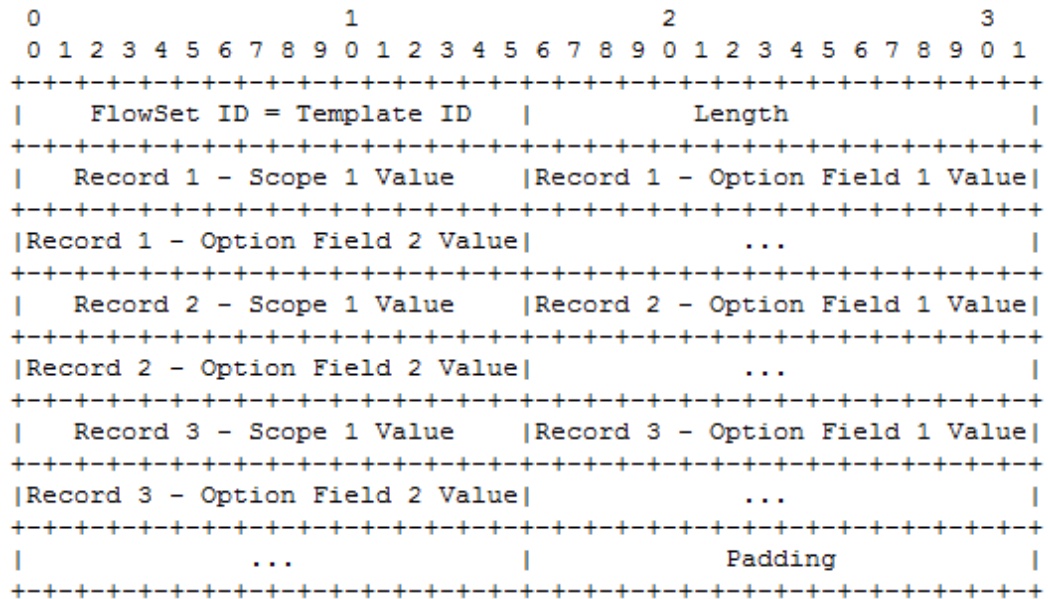 0                   1                   2                   3
 0 1 2 3 4 5 6 7 8 9 0 1 2 3 4 5 6 7 8 9 0 1 2 3 4 5 6 7 8 9 0 1
+-+-+-+-+-+-+-+-+-+-+-+-+-+-+-+-+-+-+-+-+-+-+-+-+-+-+-+-+-+-+-+-+
|    FlowSet ID = Template ID   |          Length               |
+-+-+-+-+-+-+-+-+-+-+-+-+-+-+-+-+-+-+-+-+-+-+-+-+-+-+-+-+-+-+-+-+
|   Record 1 - Scope 1 Value    |Record 1 - Option Field 1 Value|
+-+-+-+-+-+-+-+-+-+-+-+-+-+-+-+-+-+-+-+-+-+-+-+-+-+-+-+-+-+-+-+-+
|Record 1 - Option Field 2 Value|             ...               |
+-+-+-+-+-+-+-+-+-+-+-+-+-+-+-+-+-+-+-+-+-+-+-+-+-+-+-+-+-+-+-+-+
|   Record 2 - Scope 1 Value    |Record 2 - Option Field 1 Value|
+-+-+-+-+-+-+-+-+-+-+-+-+-+-+-+-+-+-+-+-+-+-+-+-+-+-+-+-+-+-+-+-+
|Record 2 - Option Field 2 Value|             ...               |
+-+-+-+-+-+-+-+-+-+-+-+-+-+-+-+-+-+-+-+-+-+-+-+-+-+-+-+-+-+-+-+-+
|   Record 3 - Scope 1 Value    |Record 3 - Option Field 1 Value|
+-+-+-+-+-+-+-+-+-+-+-+-+-+-+-+-+-+-+-+-+-+-+-+-+-+-+-+-+-+-+-+-+
|Record 3 - Option Field 2 Value|             ...               |
+-+-+-+-+-+-+-+-+-+-+-+-+-+-+-+-+-+-+-+-+-+-+-+-+-+-+-+-+-+-+-+-+
|              ...              |            Padding            |
+-+-+-+-+-+-+-+-+-+-+-+-+-+-+-+-+-+-+-+-+-+-+-+-+-+-+-+-+-+-+-+-+